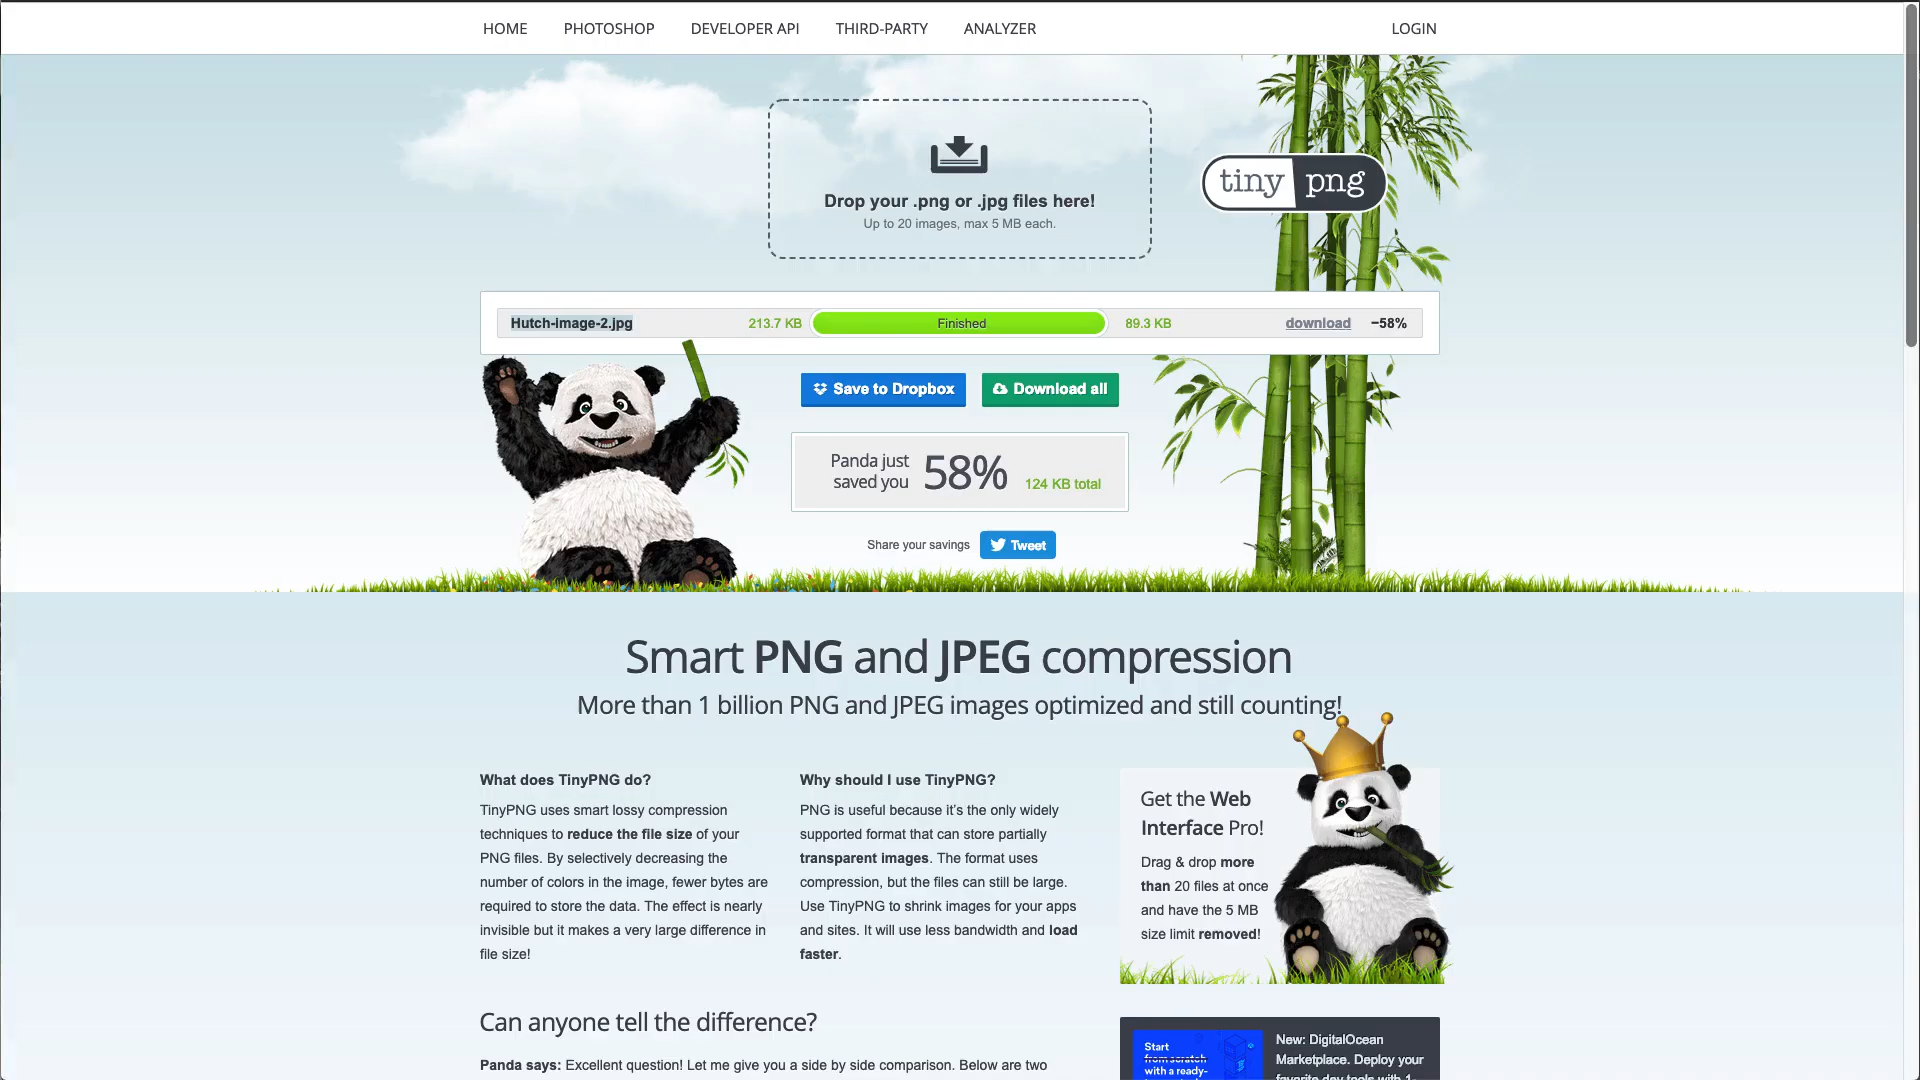 HOME PHOTOSHOP DEVELOPER API THIRD-PARTY ANALYZER LOGIN
Drop your .png or .jpg files here!
Up to 20 images, max 5 MB each.
tiny png
Hutch-image-2.jpg 213.7 KB Finished 89.3 KB download −58%
Save to Dropbox Download all
Panda just
saved you
58%
124 KB total
Share your savings Tweet
Smart PNG and JPEG compression
More than 1 billion PNG and JPEG images optimized and still counting!
What does TinyPNG do?
TinyPNG uses smart lossy compression
techniques to reduce the file size of your
PNG files. By selectively decreasing the
number of colors in the image, fewer bytes are
required to store the data. The effect is nearly
invisible but it makes a very large difference in
file size!
Why should I use TinyPNG?
PNG is useful because it’s the only widely
supported format that can store partially
transparent images. The format uses
compression, but the files can still be large.
Use TinyPNG to shrink images for your apps
and sites. It will use less bandwidth and load
faster.
Get the Web
Interface Pro!
Drag & drop more
than 20 files at once
and have the 5 MB
size limit removed!
Can anyone tell the difference?
Panda says: Excellent question! Let me give you a side by side comparison. Below are two
Start
from scratch
with a ready-
New: DigitalOcean
Marketplace. Deploy your
favorite dev tools with 1-